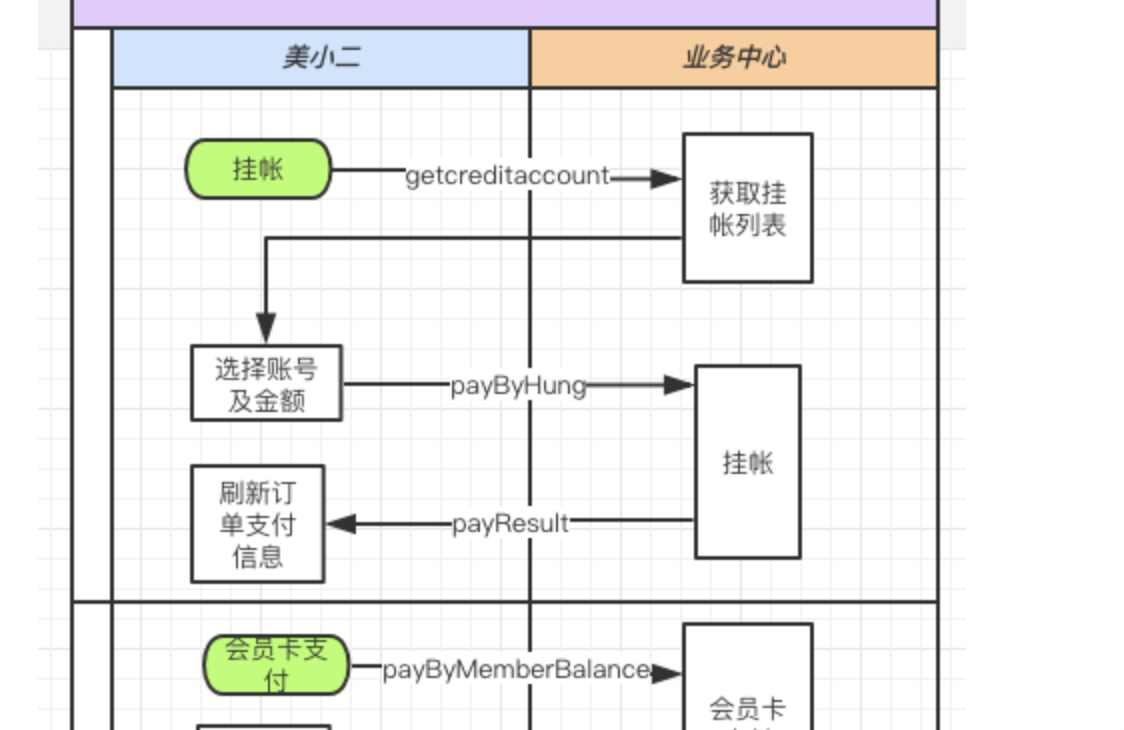 美小二
业务中心
挂帐
getcreditaccount
获取挂
帐列表
选择账号
及金额
payByHung
挂帐
刷新订
单支付
信息
payResult
会员卡支
付
payByMemberBalance
会员卡